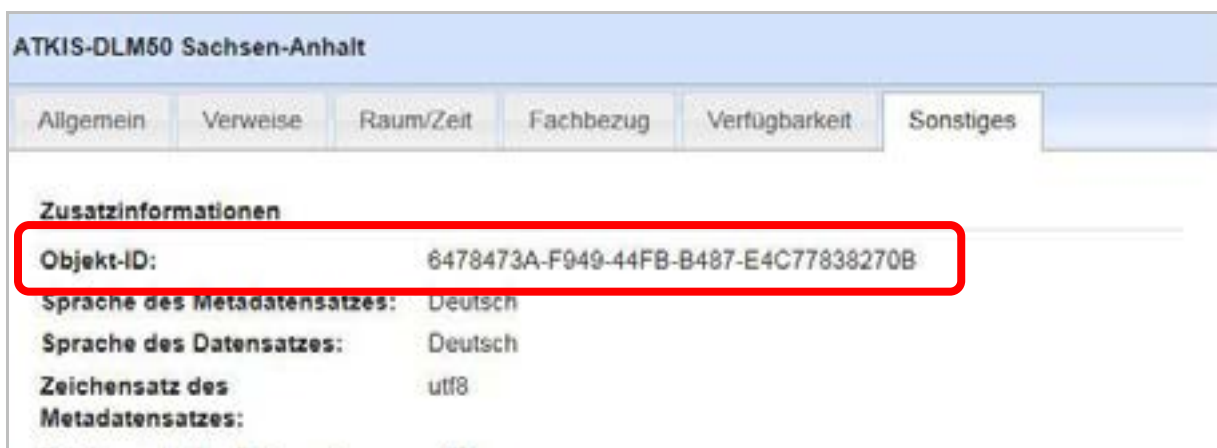 ATKIS-DLM50 Sachsen-Anhalt
Allgemein Verweise Raum/Zeit Fachbezug Verfügbarkeit Sonstiges
Zusatzinformationen
Objekt-ID: 6478473A-F949-44FB-B487-E4C77838270B
Sprache des Metadatensatzes: Deutsch
Sprache des Datensatzes: Deutsch
Zeichensatz des utf8
Metadatensatzes: